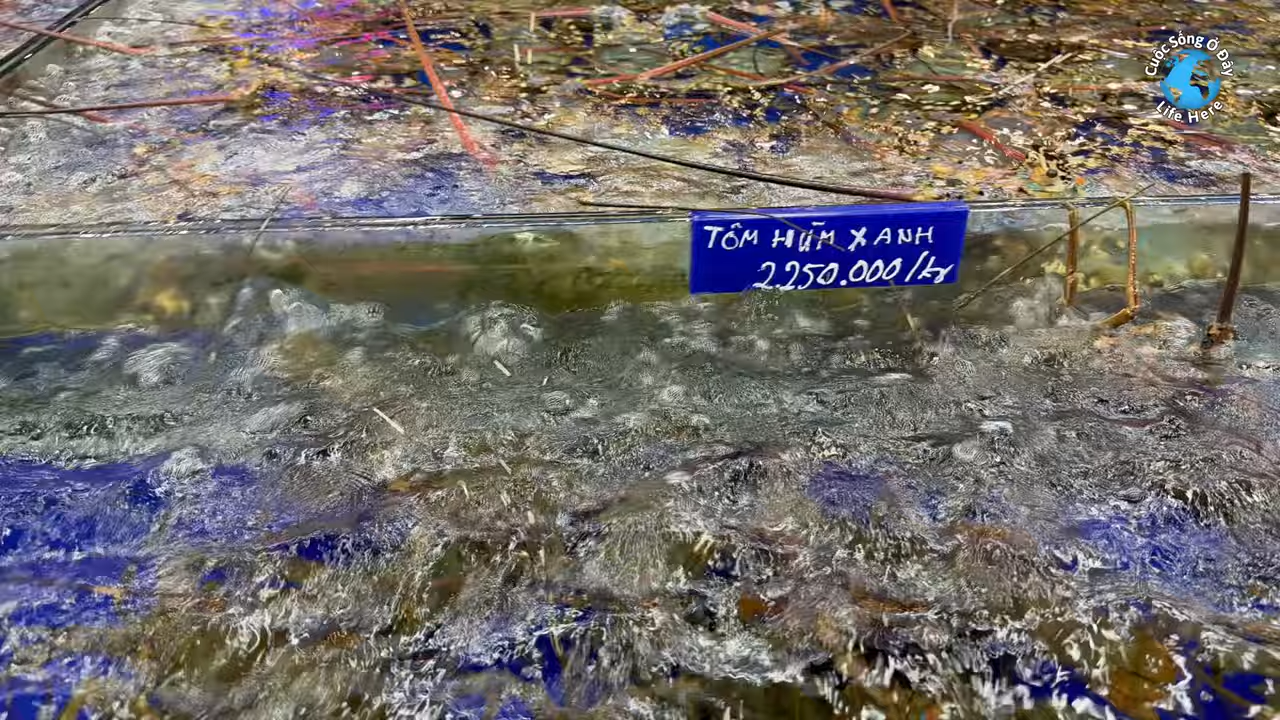 Cuộc Sống Ở Đây
Life Here
TÔM HÙM XANH
2.250.000/kg